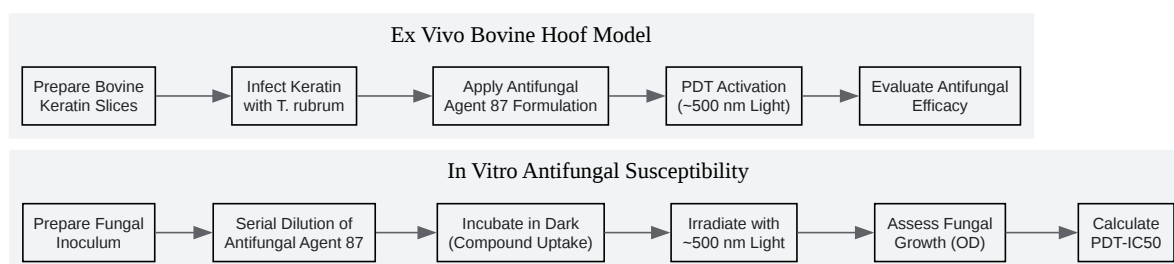 Ex Vivo Bovine Hoof Model
Prepare Bovine
Keratin Slices
Infect Keratin
with T. rubrum
Apply Antifungal
Agent 87 Formulation
PDT Activation
(~500 nm Light)
Evaluate Antifungal
Efficacy
In Vitro Antifungal Susceptibility
Prepare Fungal
Inoculum
Serial Dilution of
Antifungal Agent 87
Incubate in Dark
(Compound Uptake)
Irradiate with
~500 nm Light
Assess Fungal
Growth (OD)
Calculate
PDT-IC50